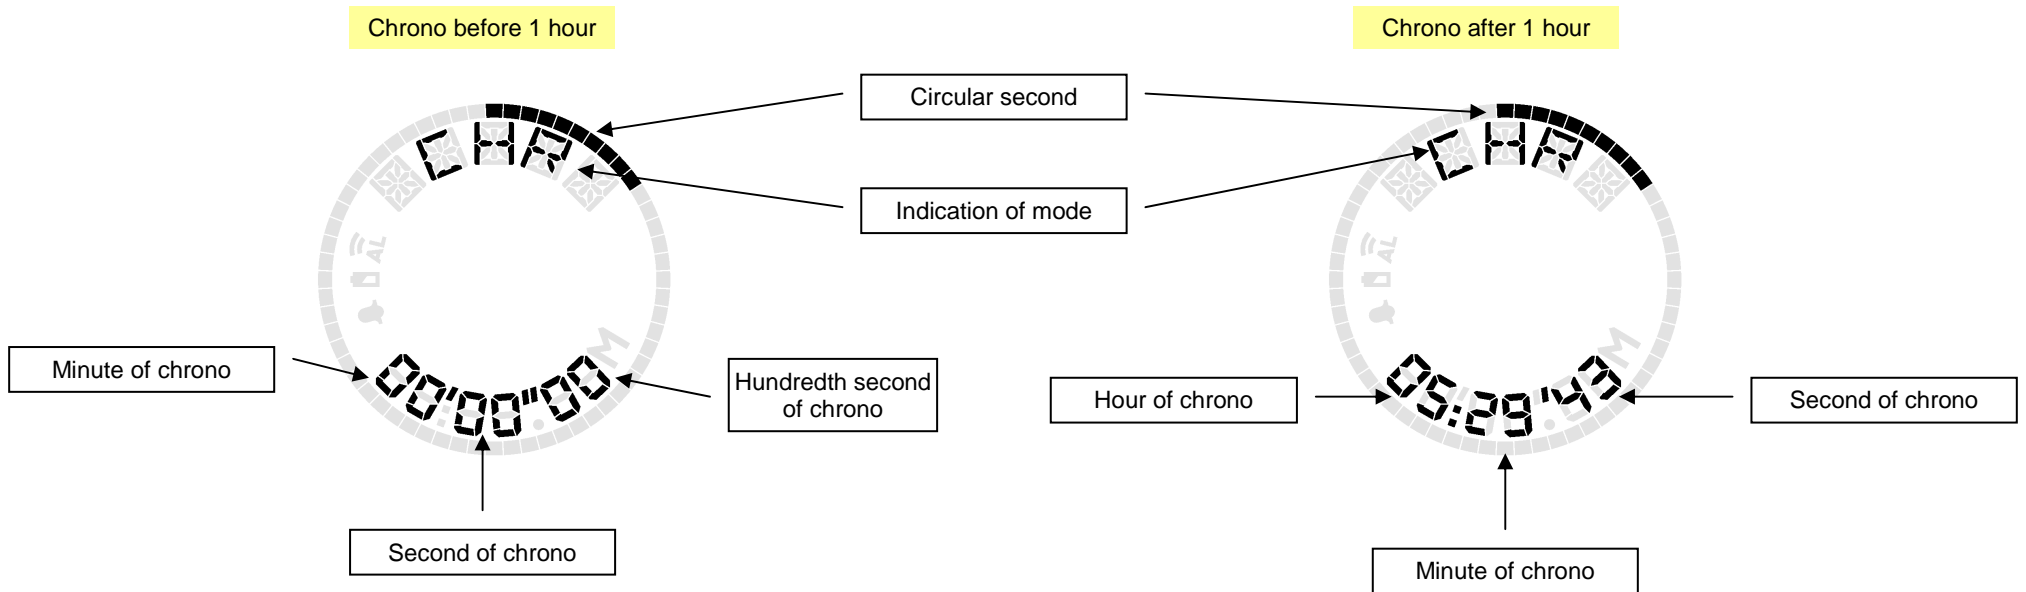 Chrono before 1 hour
Chrono after 1 hour
Circular second
CHR
CHR
Indication of mode
AL
AL
M
M
Minute of chrono
Hundredth second
of chrono
Hour of chrono
Second of chrono
00'00"00
05:29'43
Second of chrono
Minute of chrono